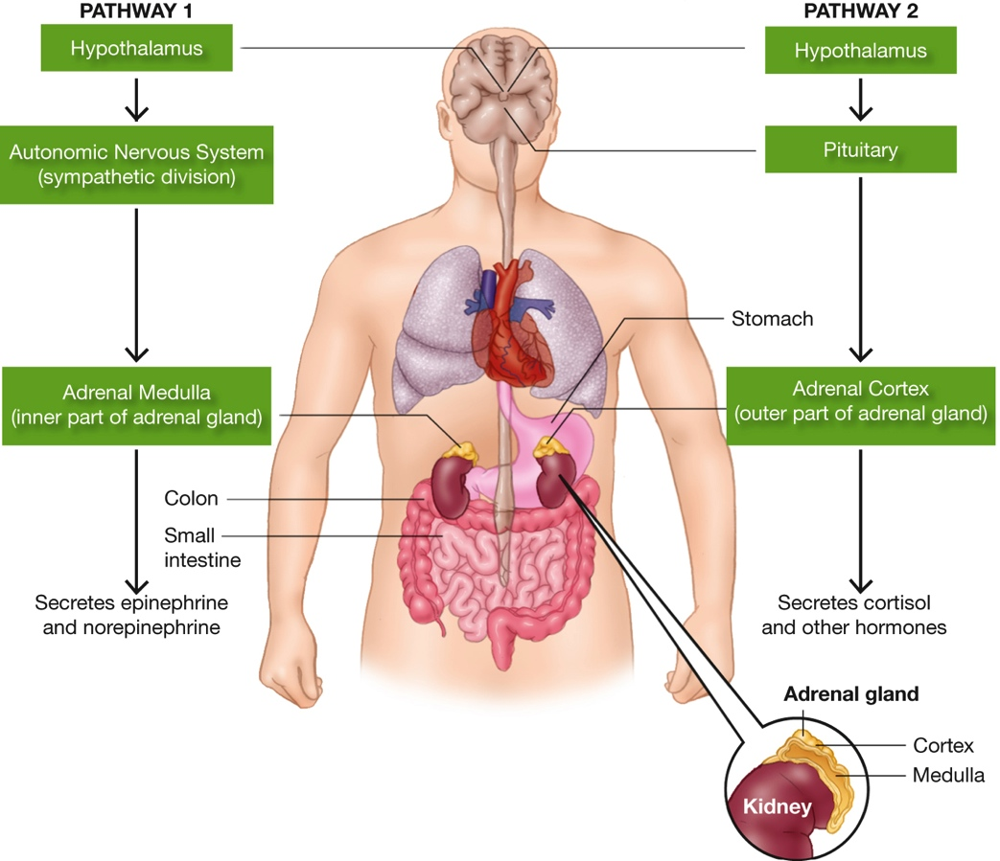 PATHWAY 1
Hypothalamus
Autonomic Nervous System
(sympathetic division)
Adrenal Medulla
(inner part of adrenal gland)
Secretes epinephrine
and norepinephrine
Colon
Small
intestine
Stomach
PATHWAY 2
Hypothalamus
Pituitary
Adrenal Cortex
(outer part of adrenal gland)
Secretes cortisol
and other hormones
Adrenal gland
Cortex
Medulla
Kidney